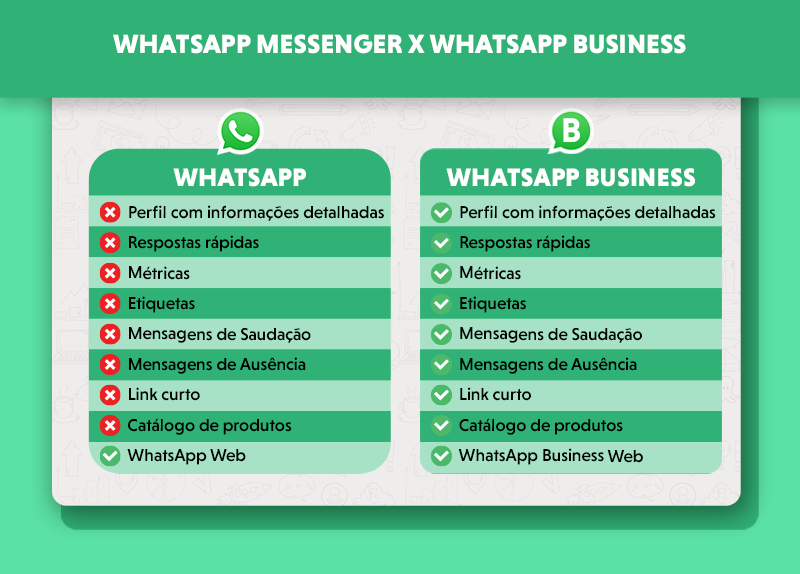 WHATSAPP MESSENGER X WHATSAPP BUSINESS
WHATSAPP
Perfil com informações detalhadas
Respostas rápidas
Métricas
Etiquetas
Mensagens de Saudação
Mensagens de Ausência
Link curto
Catálogo de produtos
WhatsApp Web
B
WHATSAPP BUSINESS
Perfil com informações detalhadas
Respostas rápidas
Métricas
Etiquetas
Mensagens de Saudação
Mensagens de Ausência
Link curto
Catálogo de produtos
WhatsApp Business Web